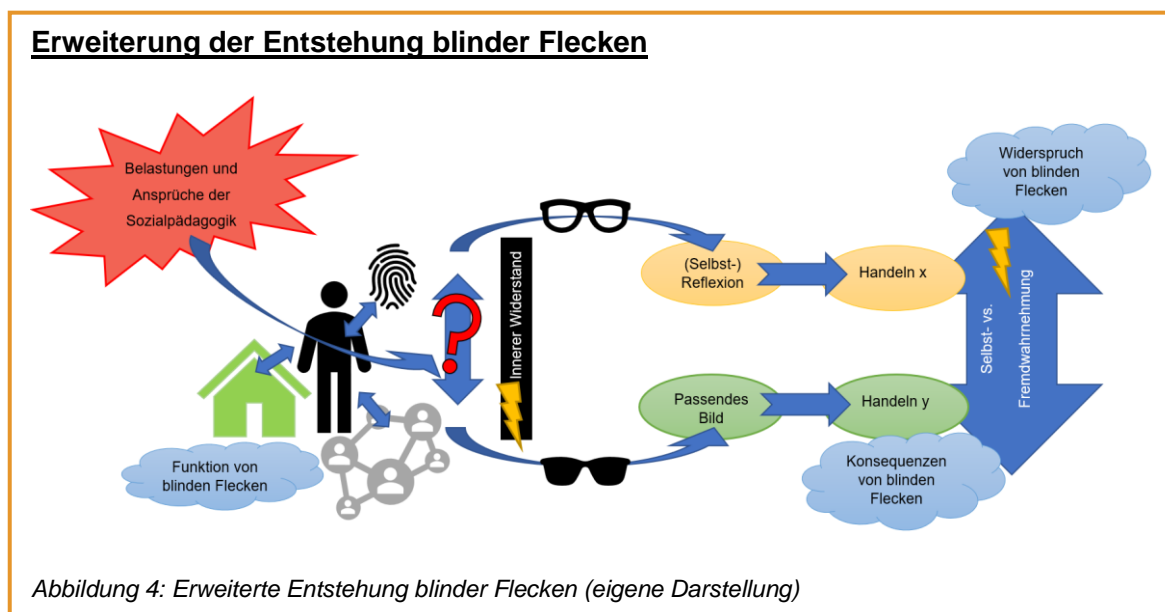 Erweiterung der Entstehung blinder Flecken
Belastungen und
Ansprüche der
Sozialpädagogik
Funktion von
blinden Flecken
?
Innerer Widerstand
(Selbst-)
Reflexion
Handeln x
Passendes
Bild
Handeln y
Widerspruch
von blinden
Flecken
Selbst- vs.
Fremdwahrnehmung
Konsequenzen
von blinden
Flecken
Abbildung 4: Erweiterte Entstehung blinder Flecken (eigene Darstellung)